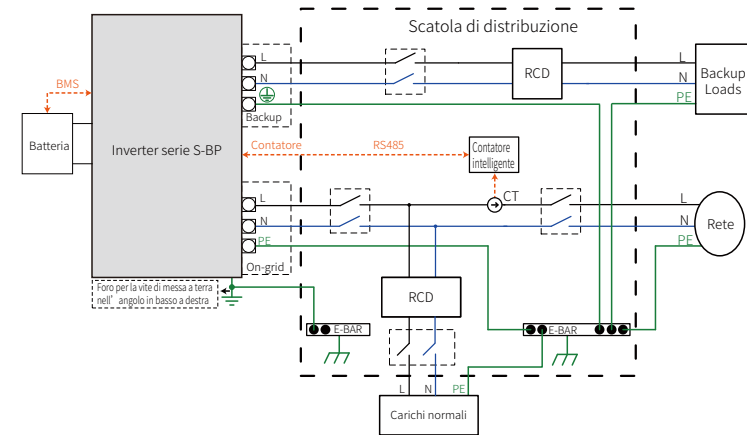 Scatola di distribuzione
L
N
Backup
RCD
L
N
PE
Backup
Loads
BMS
Batteria
Inverter serie S-BP
Contatore
RS485
Contatore
intelligente
CT
L
N
PE
On-grid
L
N
PE
Rete
Foro per la vite di messa a terra
nell' angolo in basso a destra
RCD
E-BAR
E-BAR
L
N
PE
Carichi normali